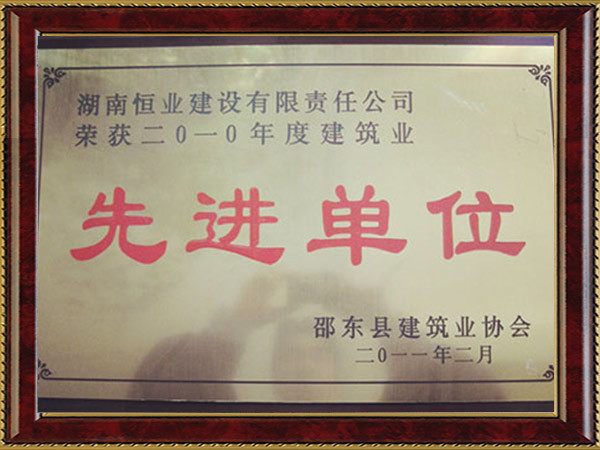 湖南恒业建设有限责任公司
荣获二0一0年度建筑业
先进单位
邵东县建筑业协会
二0一一年二月